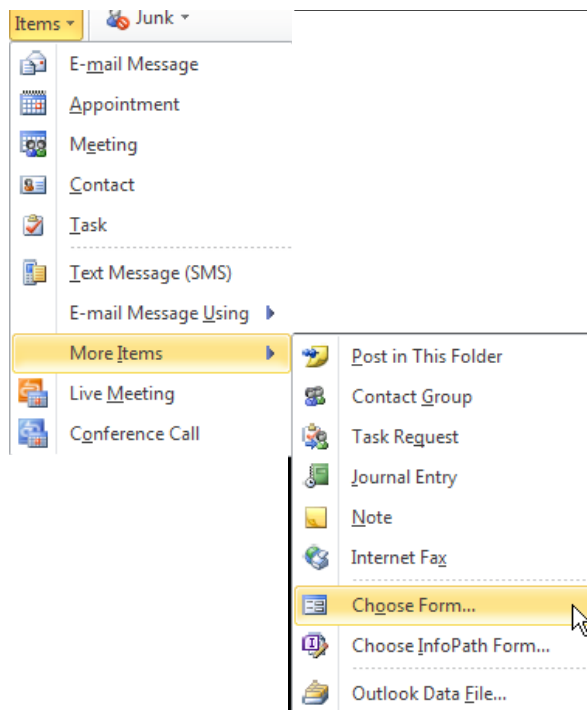 Items
Junk
E-mail Message
Appointment
Meeting
Contact
Task
Text Message (SMS)
E-mail Message Using
More Items
Live Meeting
Conference Call
Post in This Folder
Contact Group
Task Request
Journal Entry
Note
Internet Fax
Choose Form...
Choose InfoPath Form...
Outlook Data File...